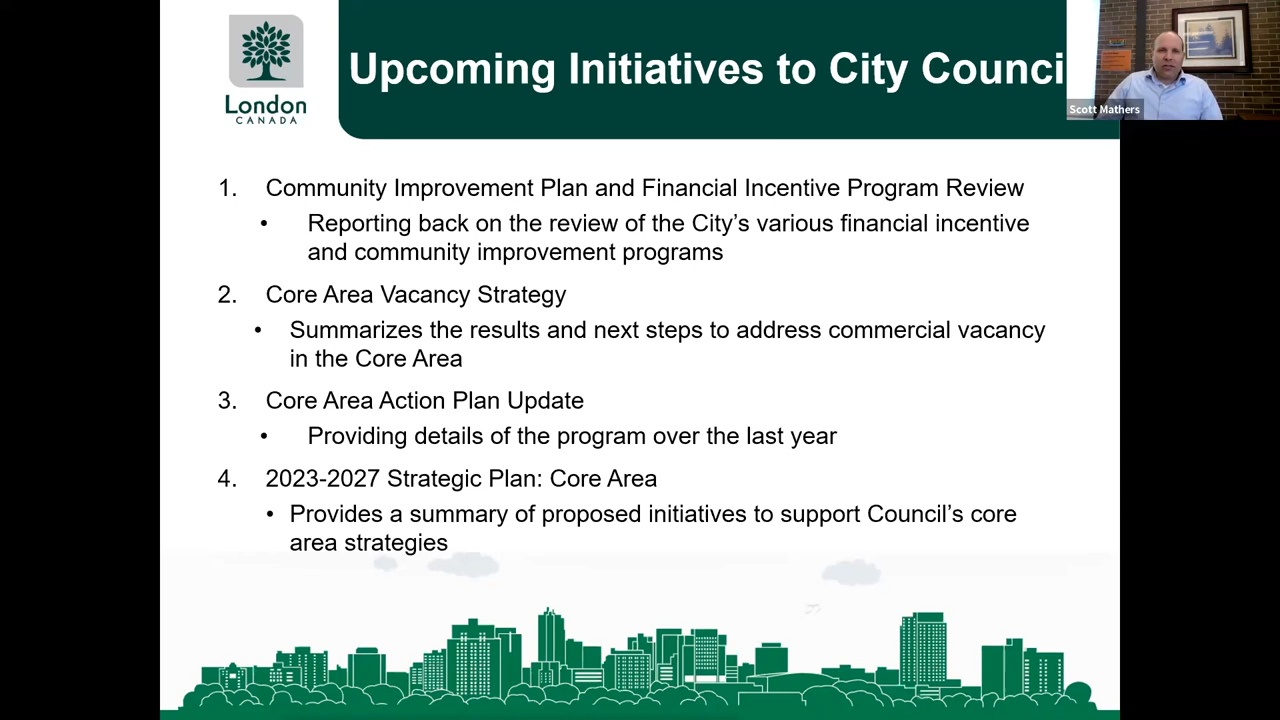 London
CANADA
Upcoming Initiatives to City Counci
Scott Mathers
1. Community Improvement Plan and Financial Incentive Program Review
• Reporting back on the review of the City's various financial incentive
and community improvement programs
2. Core Area Vacancy Strategy
• Summarizes the results and next steps to address commercial vacancy
in the Core Area
3. Core Area Action Plan Update
• Providing details of the program over the last year
4. 2023-2027 Strategic Plan: Core Area
• Provides a summary of proposed initiatives to support Council's core
area strategies